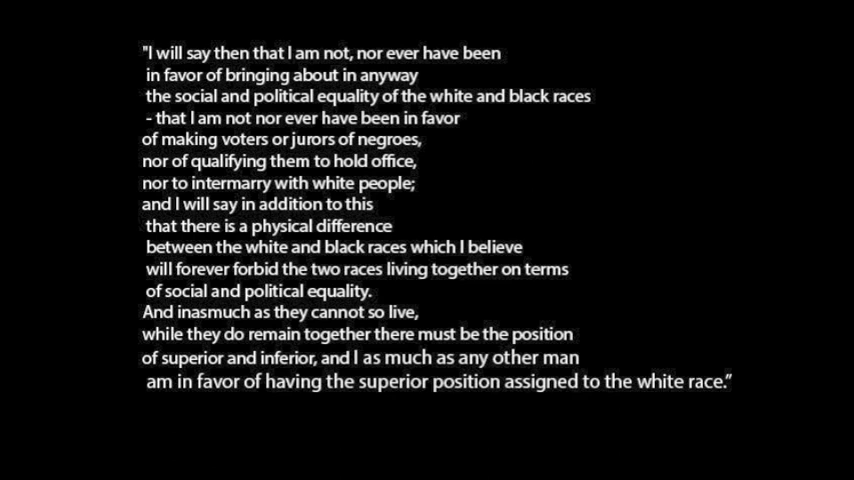 "I will say then that I am not, nor ever have been
in favor of bringing about in anyway
the social and political equality of the white and black races
- that I am not nor ever have been in favor
of making voters or jurors of negroes,
nor of qualifying them to hold office,
nor to intermarry with white people;
and I will say in addition to this
that there is a physical difference
between the white and black races which I believe
will forever forbid the two races living together on terms
of social and political equality.
And inasmuch as they cannot so live,
while they do remain together there must be the position
of superior and inferior, and I as much as any other man
am in favor of having the superior position assigned to the white race.”